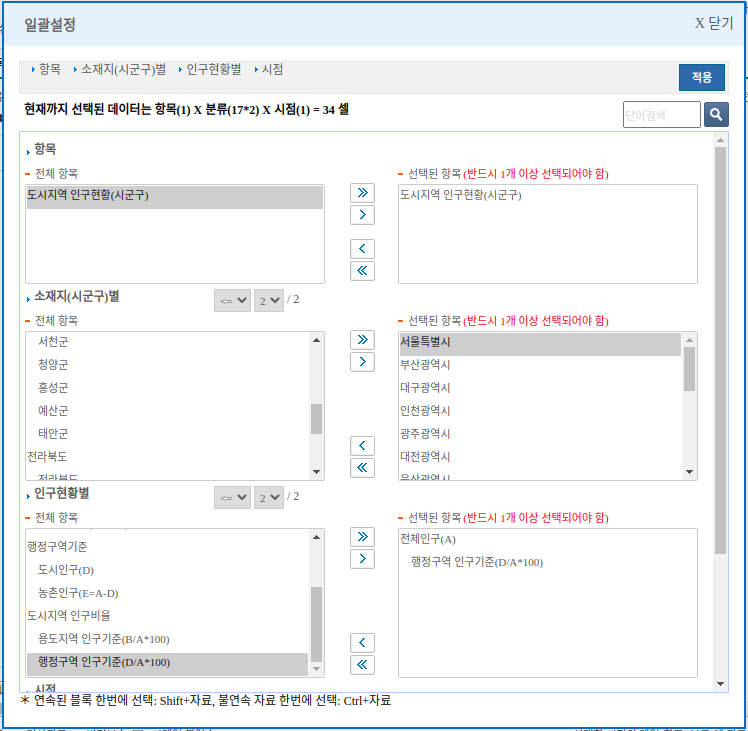 일괄설정
X 닫기
항목 소재지(시군구)별 인구현황별 시점
적용
현재까지 선택된 데이터는 항목(1) X 분류(17*2) X 시점(1) = 34 셀
단어검색
항목
전체 항목
선택된 항목 (반드시 1개 이상 선택되어야 함)
도시지역 인구현황(시군구)
도시지역 인구현황(시군구)
소재지(시군구)별
<= 2 / 2
전체 항목
선택된 항목 (반드시 1개 이상 선택되어야 함)
서천군
청양군
홍성군
예산군
태안군
전라북도
전라북도
서울특별시
부산광역시
대구광역시
인천광역시
광주광역시
대전광역시
울산광역시
인구현황별
<= 2 / 2
전체 항목
선택된 항목 (반드시 1개 이상 선택되어야 함)
행정구역기준
도시인구(D)
농촌인구(E=A-D)
도시지역 인구비율
용도지역 인구기준(B/A*100)
행정구역 인구기준(D/A*100)
전체인구(A)
행정구역 인구기준(D/A*100)
시점
* 연속된 블록 한번에 선택: Shift+자료, 불연속 자료 한번에 선택: Ctrl+자료